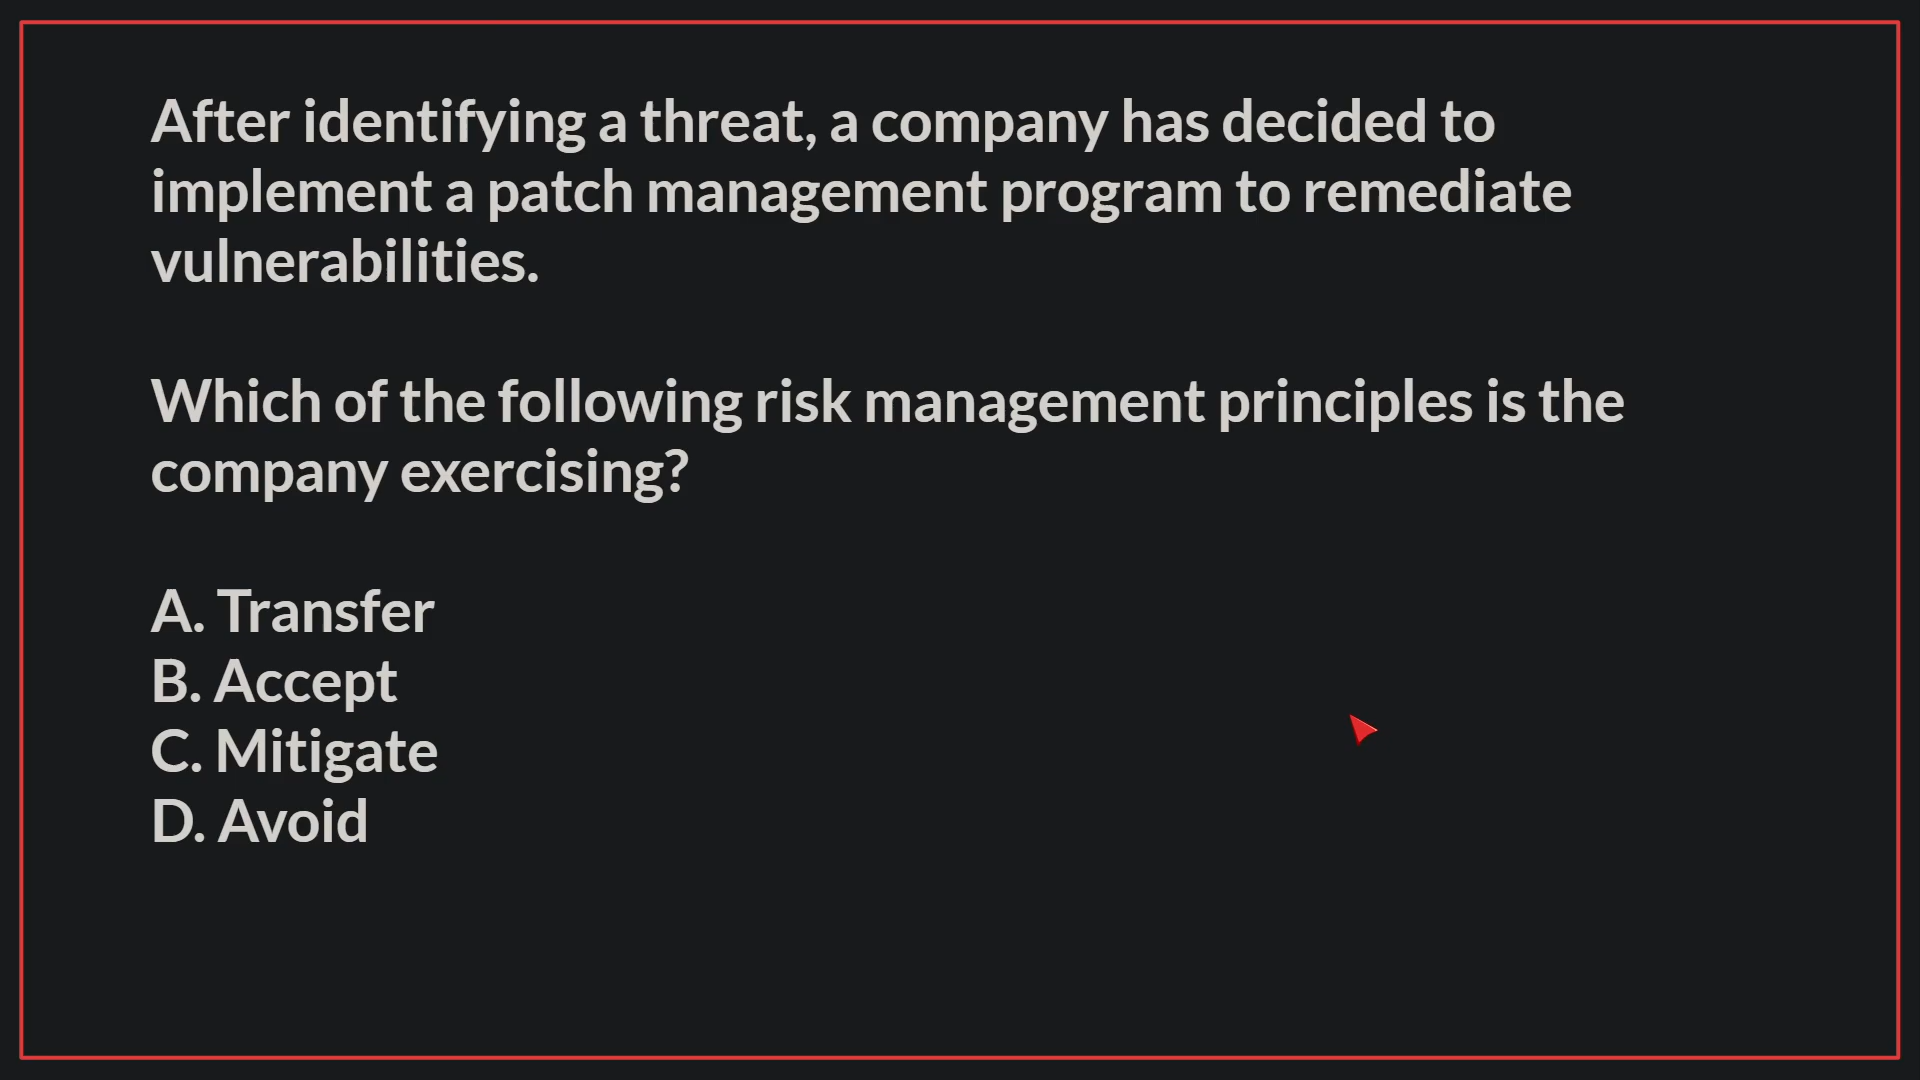 After identifying a threat, a company has decided to
implement a patch management program to remediate
vulnerabilities.
Which of the following risk management principles is the
company exercising?
A. Transfer
B. Accept
C. Mitigate
D. Avoid